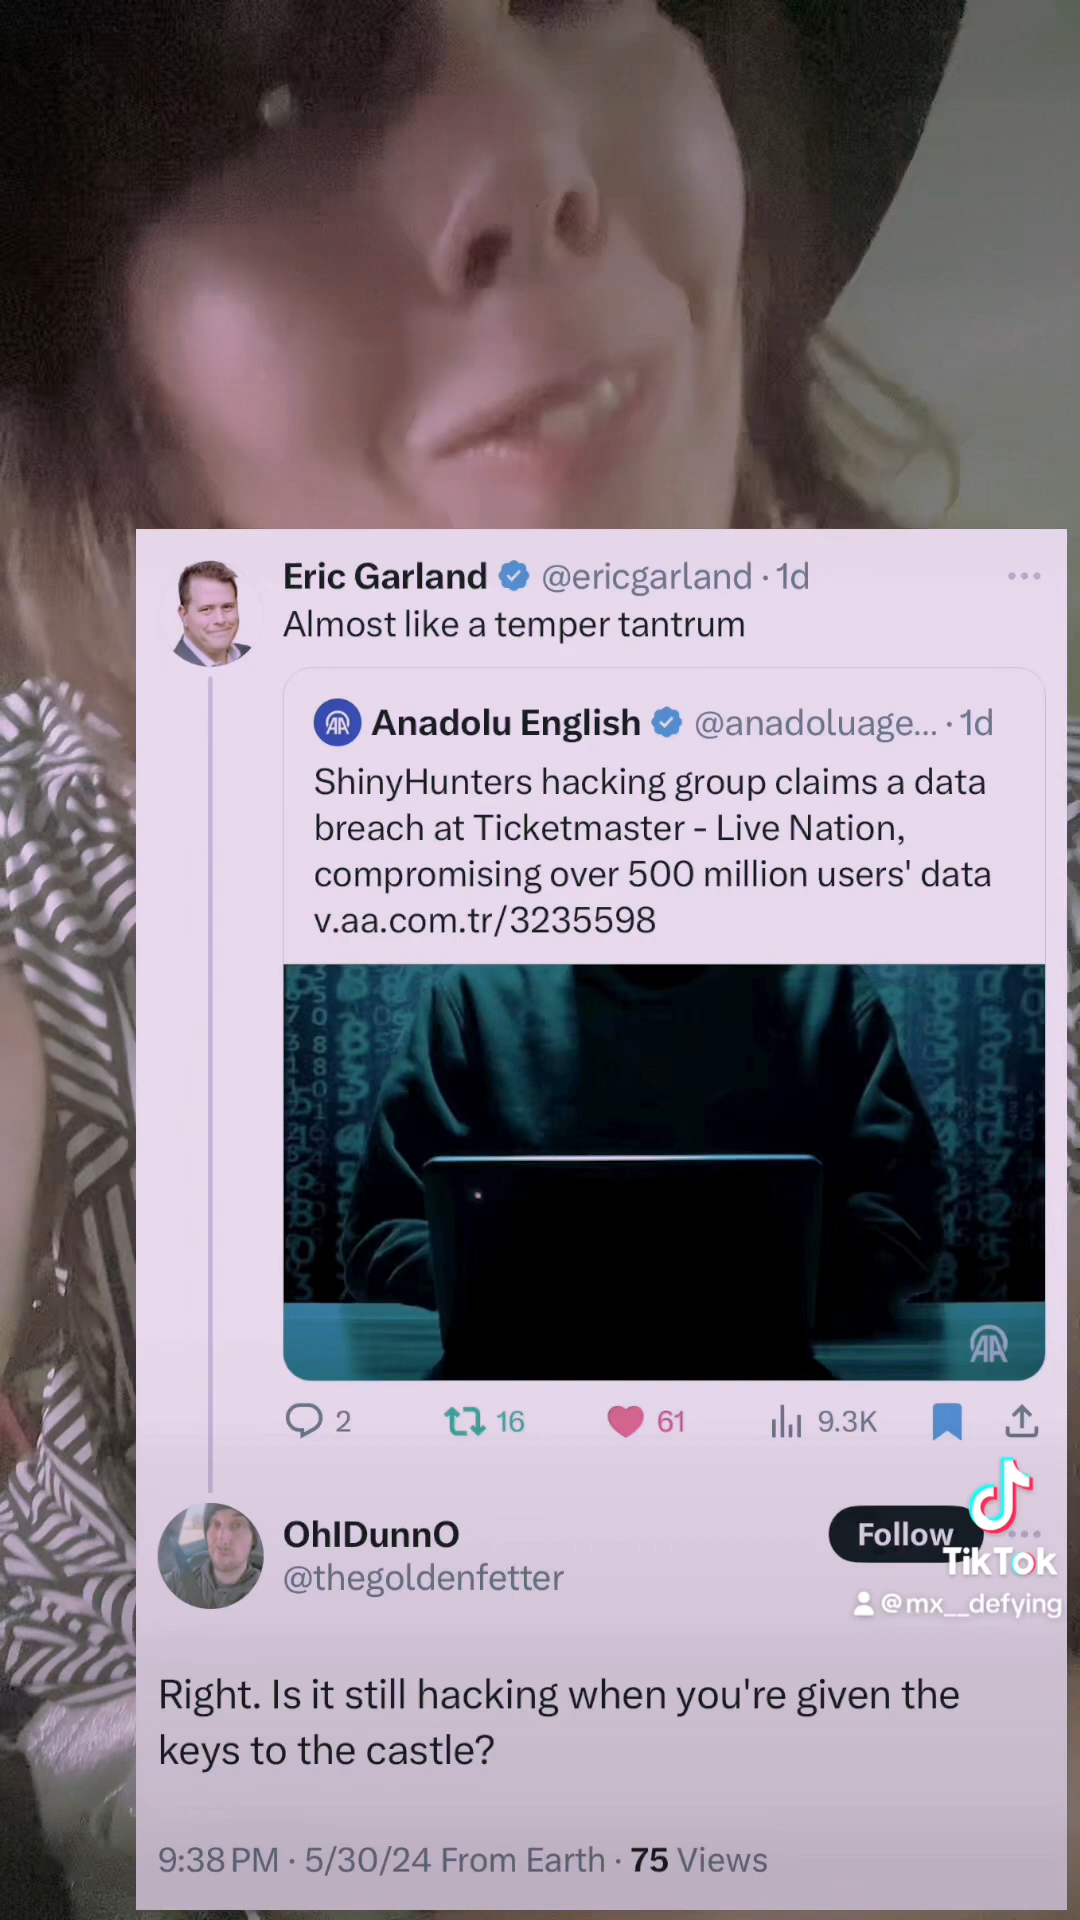 Eric Garland @ericgarland · 1d
Almost like a temper tantrum
Anadolu English @anadoluage... · 1d
ShinyHunters hacking group claims a data
breach at Ticketmaster - Live Nation,
compromising over 500 million users' data
v.aa.com.tr/3235598
AA
2 16 61 9.3K
OhIDunnO
@thegoldenfetter
Follow
TikTok
@mx__defying
Right. Is it still hacking when you're given the
keys to the castle?
9:38 PM · 5/30/24 From Earth · 75 Views